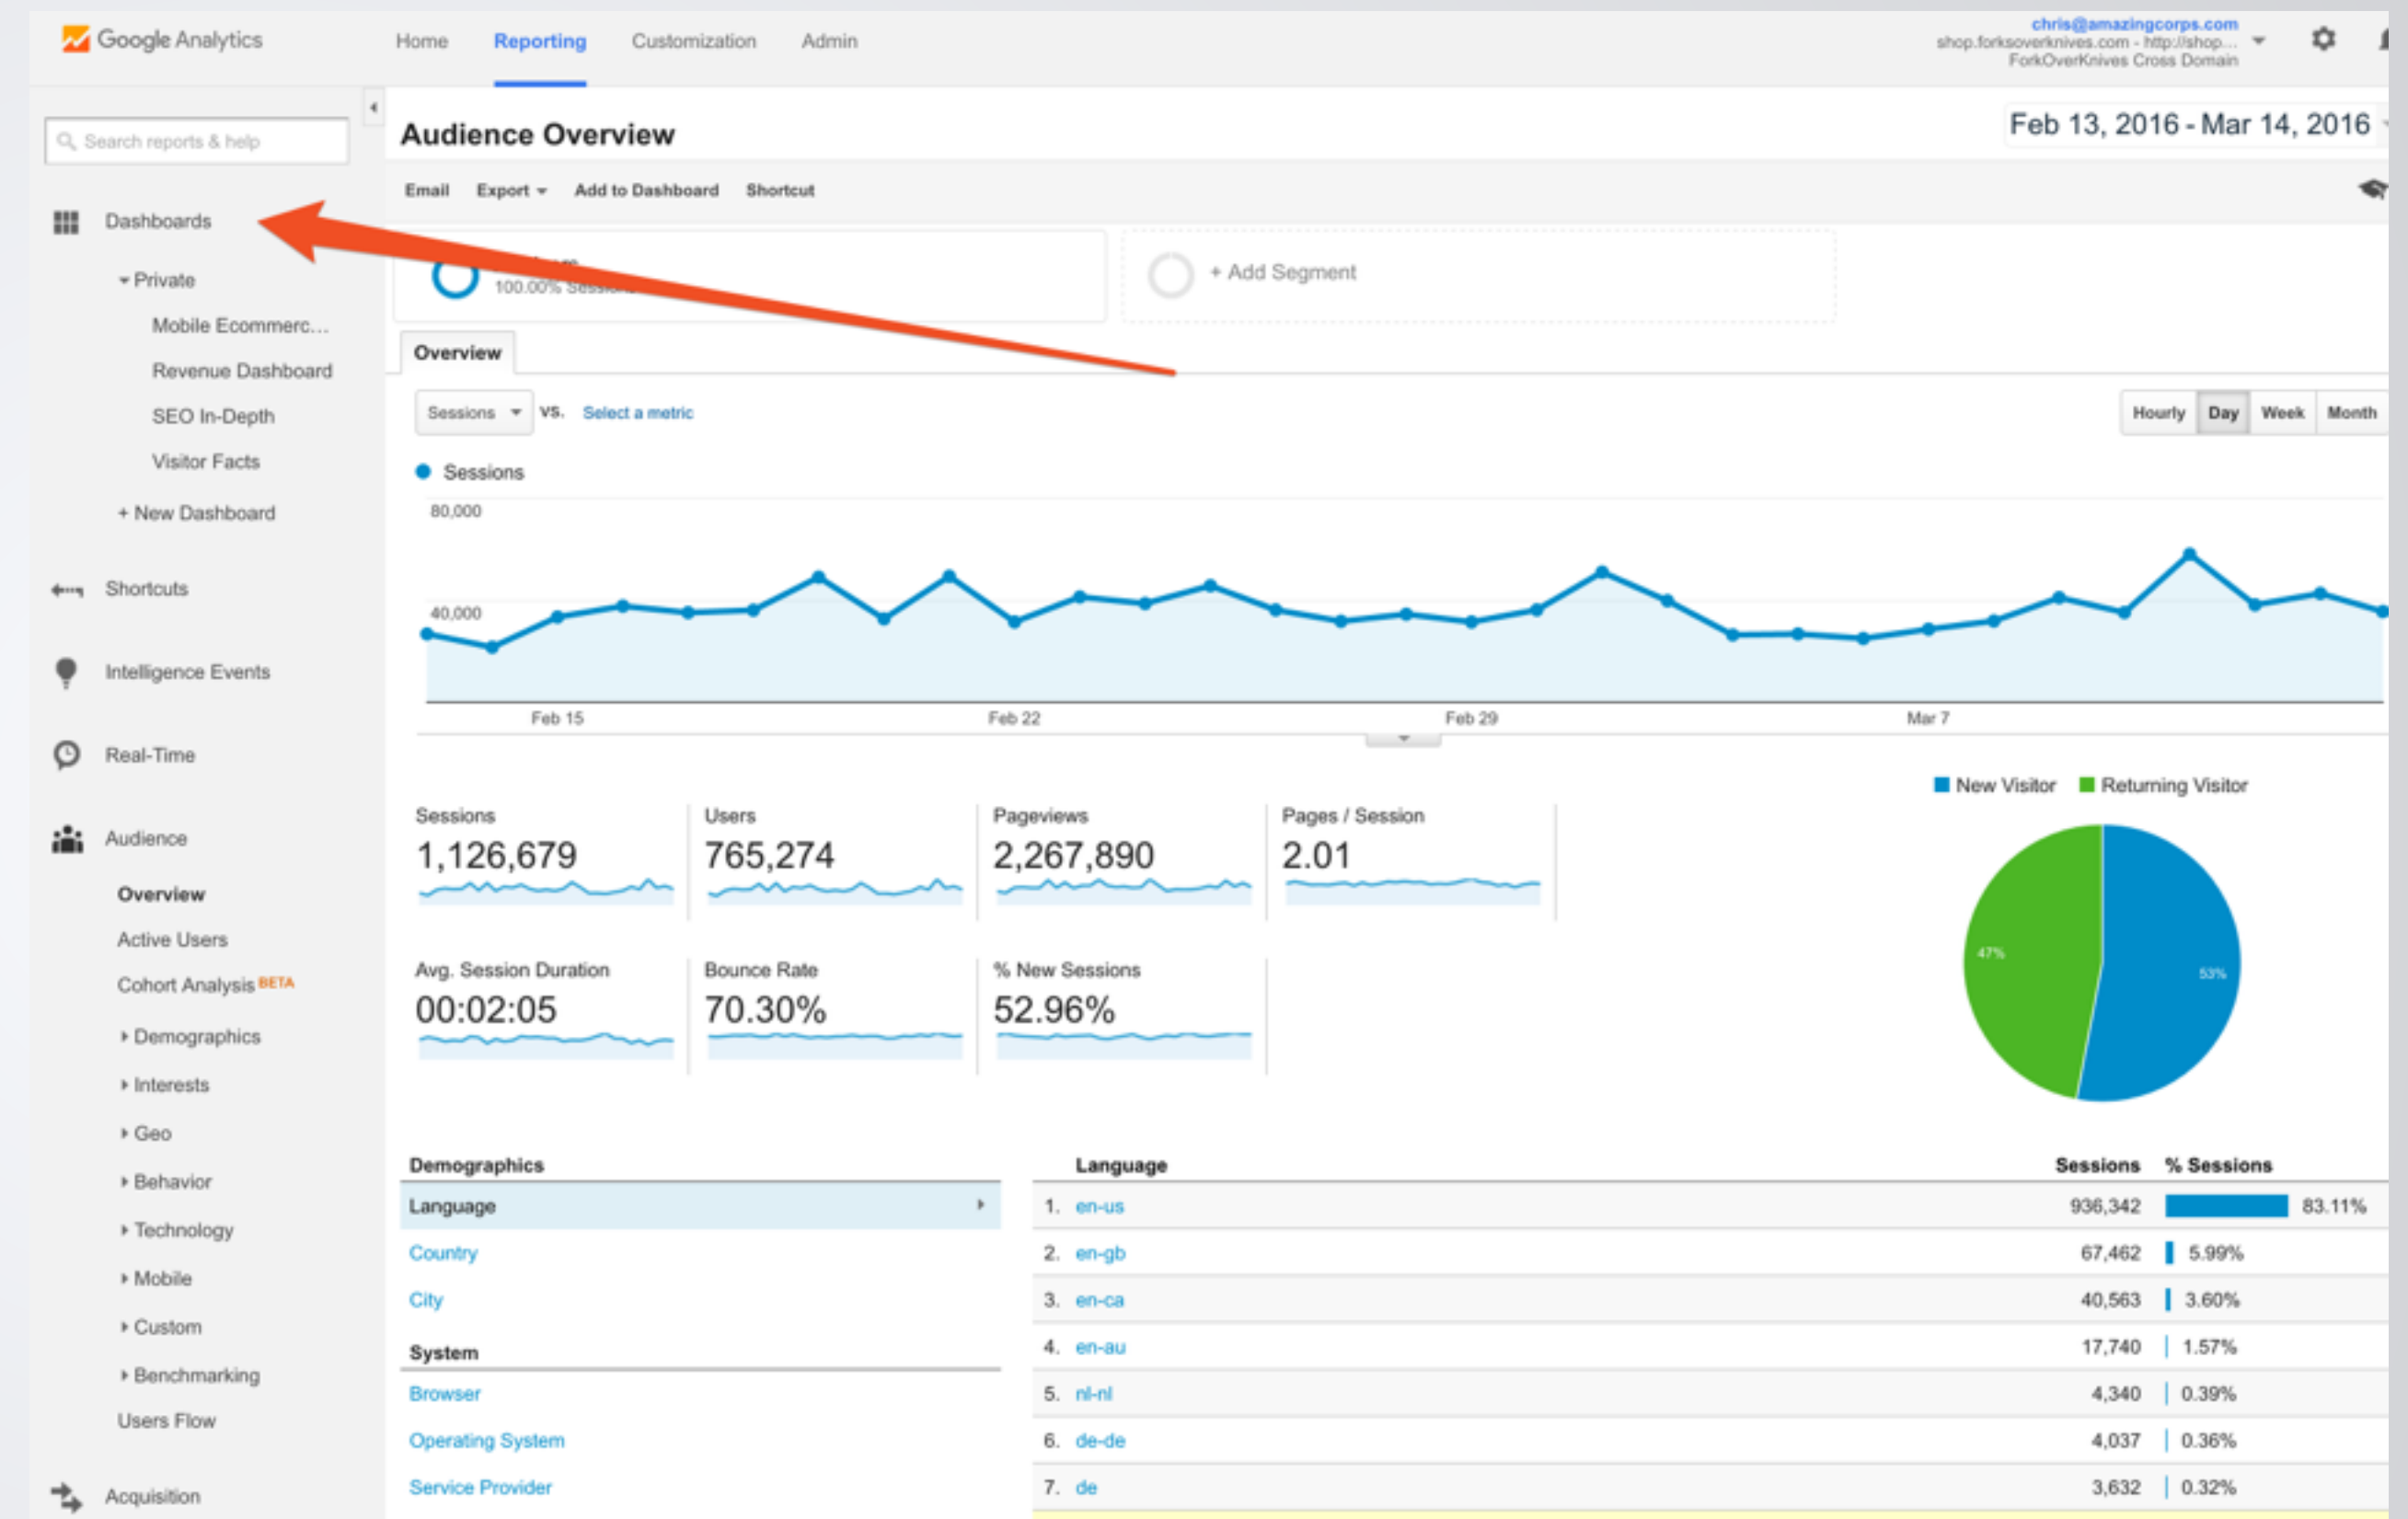 Google Analytics
Home Reporting Customization Admin
chris@amazingcorps.com
shop.forksoverknives.com - http://shop...
ForkOverKnives Cross Domain
Search reports & help
Dashboards
Private
Mobile Ecommerc...
Revenue Dashboard
SEO In-Depth
Visitor Facts
+ New Dashboard
Shortcuts
Intelligence Events
Real-Time
Audience
Overview
Active Users
Cohort Analysis BETA
Demographics
Interests
Geo
Behavior
Technology
Mobile
Custom
Benchmarking
Users Flow
Acquisition
Audience Overview
Feb 13, 2016 - Mar 14, 2016
Email Export Add to Dashboard Shortcut
100.00%
+ Add Segment
Overview
Sessions VS. Select a metric
Hourly Day Week Month
Sessions
80,000
40,000
Feb 15 Feb 22 Feb 29 Mar 7
New Visitor Returning Visitor
47%
53%
Sessions Users Pageviews Pages / Session
1,126,679 765,274 2,267,890 2.01
Avg. Session Duration Bounce Rate % New Sessions
00:02:05 70.30% 52.96%
Demographics
Language
Country
City
System
Browser
Operating System
Service Provider
Language Sessions % Sessions
1. en-us 936,342 83.11%
2. en-gb 67,462 5.99%
3. en-ca 40,563 3.60%
4. en-au 17,740 1.57%
5. nl-nl 4,340 0.39%
6. de-de 4,037 0.36%
7. de 3,632 0.32%